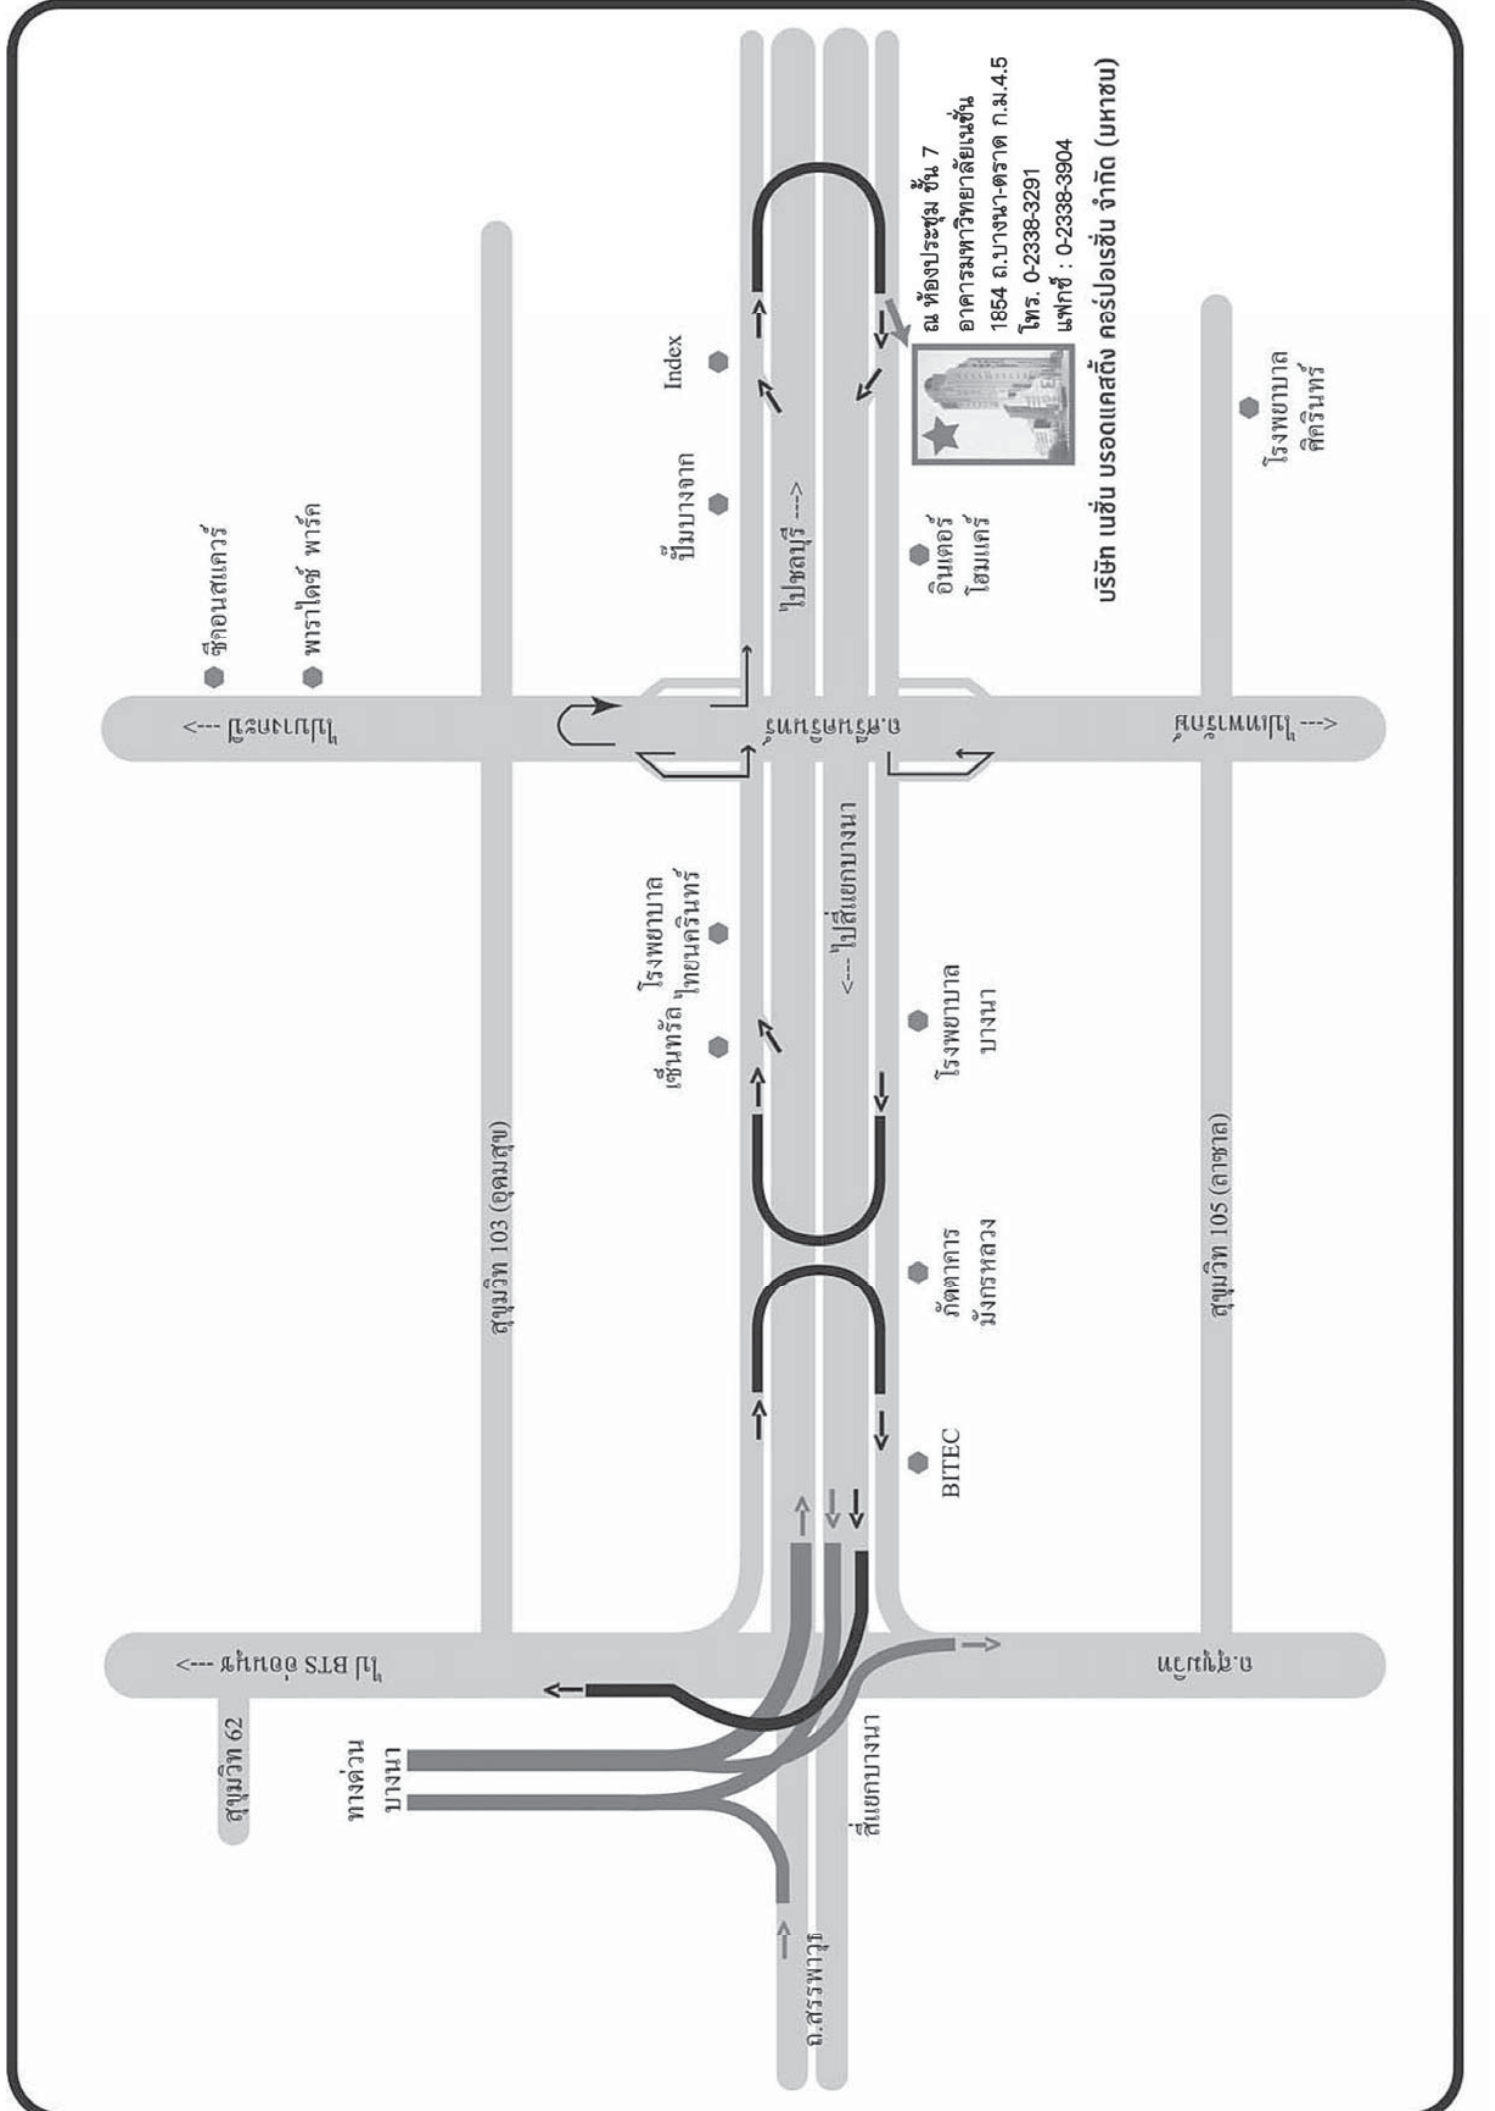 ซีคอนสแควร์
พาราไดซ์ พาร์ค
<--- ไปบางกะปิ
Index
ปั๊มบางจาก
ไปชลบุรี --->
ณ ห้องประชุม ชั้น 7
อาคารมหาวิทยาลัยเนชั่น
1854 ถ.บางนา-ตราด ก.ม.4.5
โทร. 0-2338-3291
แฟกซ์ : 0-2338-3904
บริษัท เนชั่น บรอดแคสติ้ง คอร์ปอเรชั่น จำกัด (มหาชน)
อินเตอร์
โฮมแคร์
โรงพยาบาล
ศิครินทร์
ถ.ศรีนครินทร์
ไปเทพารักษ์ --->
โรงพยาบาล
ไทยนครินทร์
เซ็นทรัล
<--- ไปสี่แยกบางนา
โรงพยาบาล
บางนา
สุขุมวิท 103 (อุดมสุข)
ภัตตาคาร
มังกรหลวง
สุขุมวิท 105 (ลาซาล)
BITEC
<--- ไป BTS อ่อนนุช
ถ.สุขุมวิท
สุขุมวิท 62
ทางด่วน
บางนา
สี่แยกบางนา
ถ.สรรพาวุธ